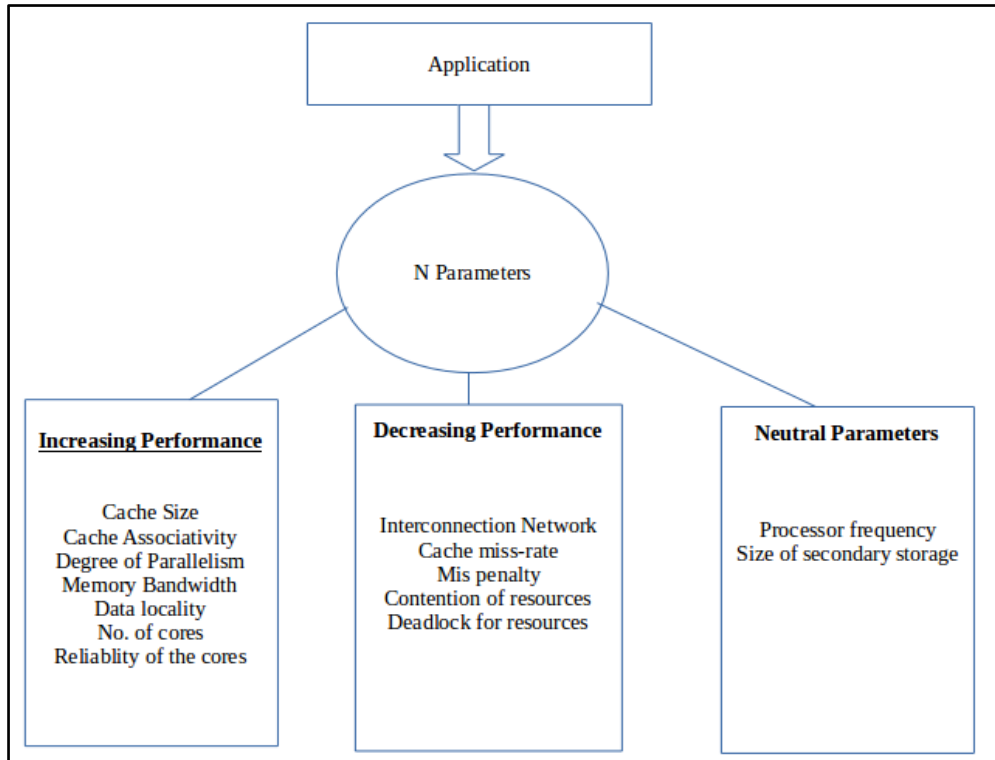 Application
N Parameters
Increasing Performance
Cache Size
Cache Associativity
Degree of Parallelism
Memory Bandwidth
Data locality
No. of cores
Reliablity of the cores
Decreasing Performance
Interconnection Network
Cache miss-rate
Mis penalty
Contention of resources
Deadlock for resources
Neutral Parameters
Processor frequency
Size of secondary storage